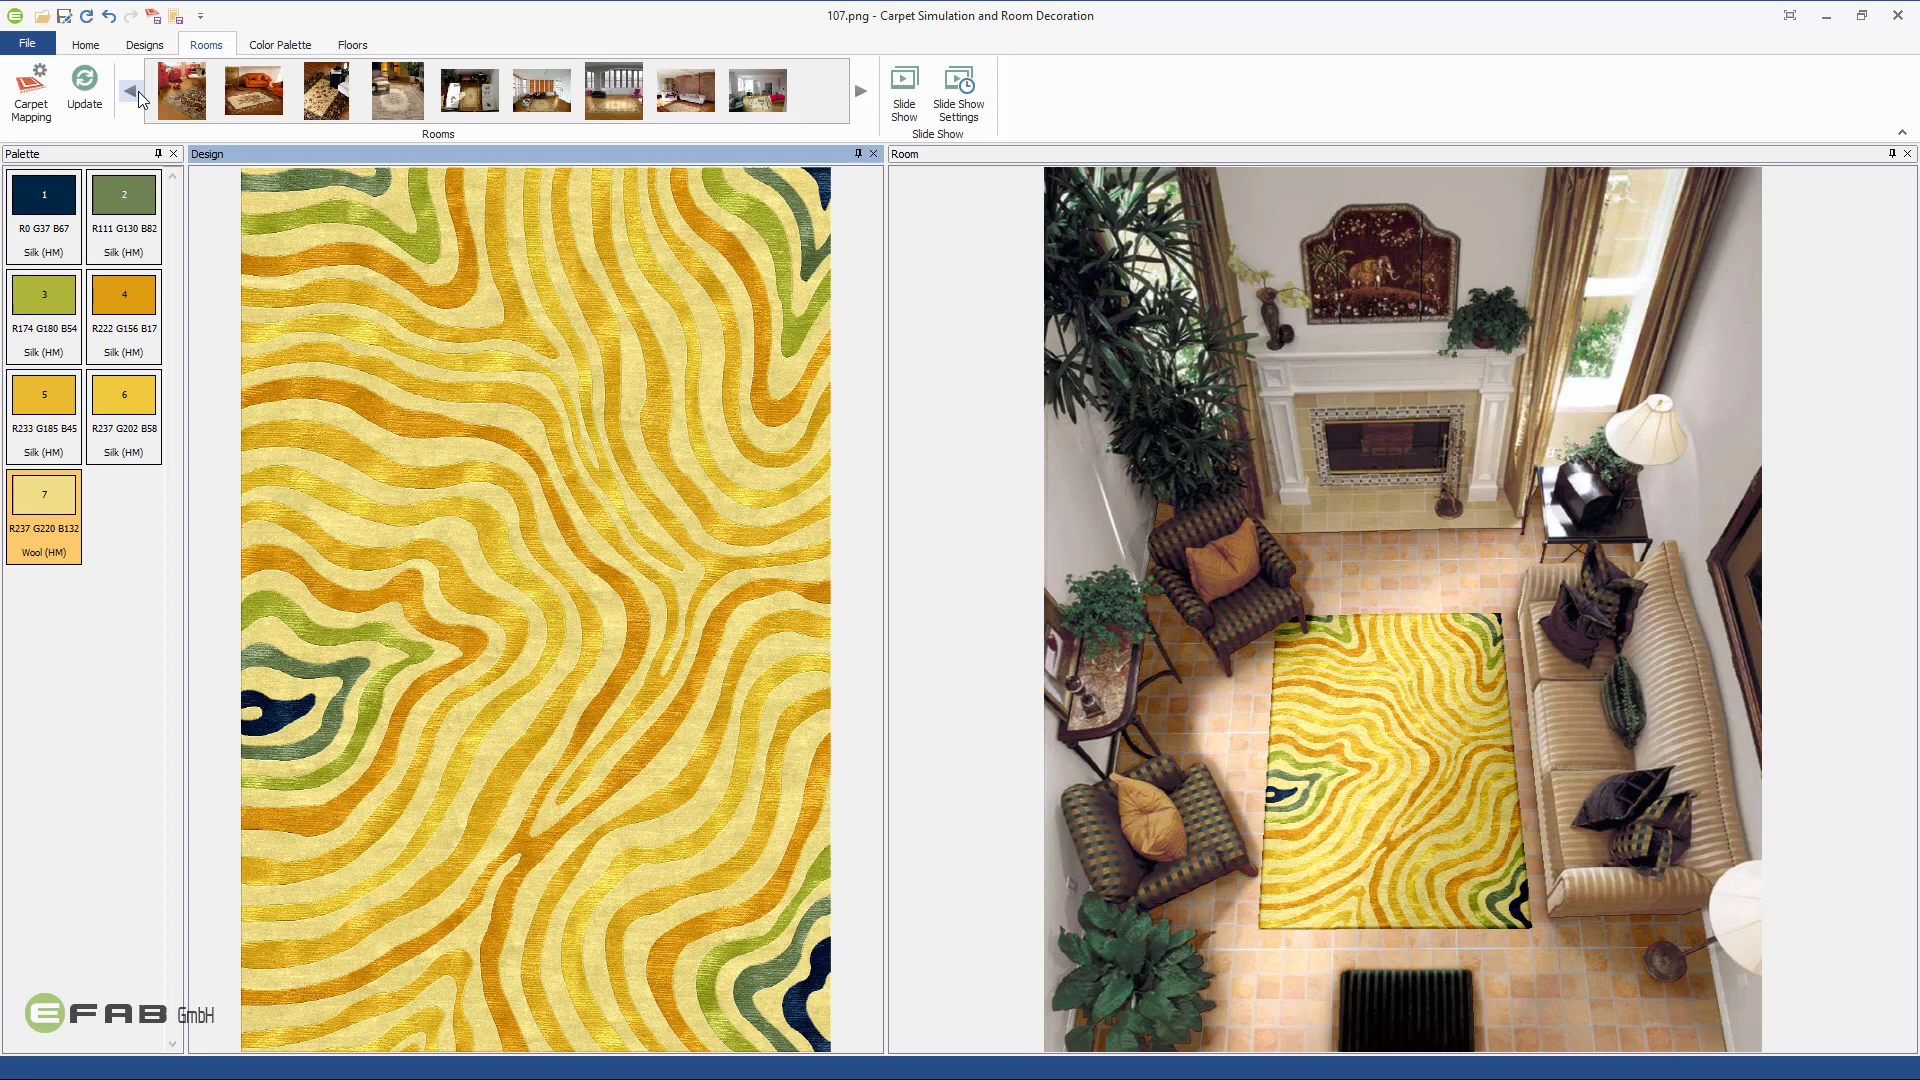 107.png - Carpet Simulation and Room Decoration
File
Home
Designs
Rooms
Color Palette
Floors
Carpet
Mapping
Update
Slide
Show
Slide Show
Settings
Rooms
Slide Show
Palette
Design
Room
1
2
R0 G37 B67
R111 G130 B82
Silk (HM)
Silk (HM)
3
4
R174 G180 B54
R222 G156 B17
Silk (HM)
Silk (HM)
5
6
R233 G185 B45
R237 G202 B58
Silk (HM)
Silk (HM)
7
R237 G220 B132
Wool (HM)
EFAB GmbH